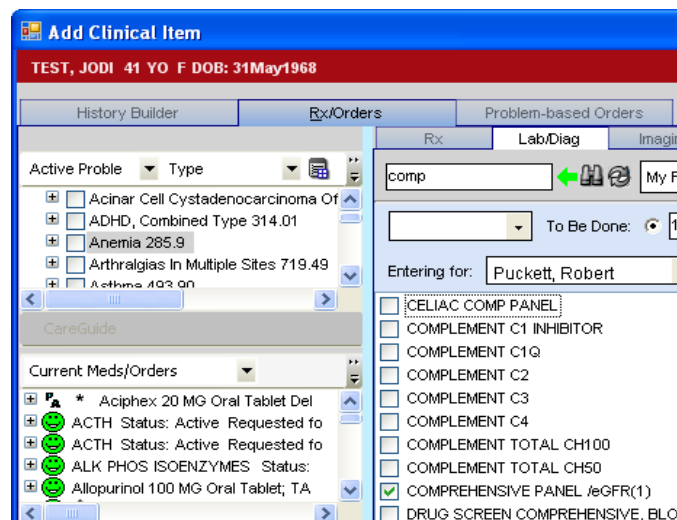 Add Clinical Item
TEST, JODI 41 YO F DOB: 31May1968
History Builder Rx/Orders Problem-based Orders
Rx Lab/Diag
Active Proble Type
comp My
To Be Done:
Entering for: Puckett, Robert
Acinar Cell Cystadenocarcinoma Of
ADHD, Combined Type 314.01
Anemia 285.9
Arthralgias In Multiple Sites 719.49
Asthma 493.90
CareGuide
Current Meds/Orders
* Aciphex 20 MG Oral Tablet Del
ACTH Status: Active Requested fo
ACTH Status: Active Requested fo
ALK PHOS ISOENZYMES Status:
Allopurinol 100 MG Oral Tablet; TA
CELIAC COMP PANEL
COMPLEMENT C1 INHIBITOR
COMPLEMENT C1Q
COMPLEMENT C2
COMPLEMENT C3
COMPLEMENT C4
COMPLEMENT TOTAL CH100
COMPLEMENT TOTAL CH50
COMPREHENSIVE PANEL /eGFR(1)
DRUG SCREEN COMPREHENSIVE, BLO